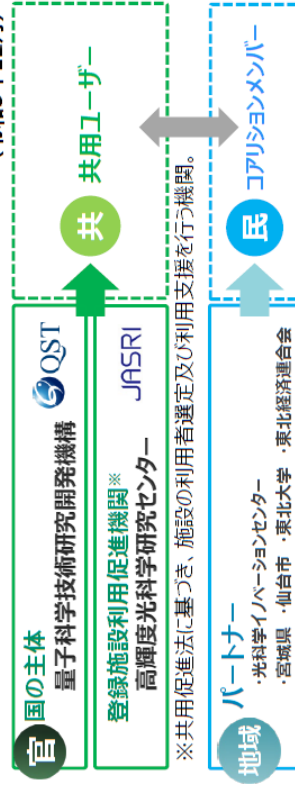 官
国の主体
量子科学技術研究開発機構
QST
登録施設利用促進機関※
高輝度光科学研究センター
JASRI
共
共用ユーザー
※共用促進法に基づき、施設の利用者選定及び利用支援を行う機関。
地域
パートナー
・光科学イノベーションセンター
・宮城県 ・仙台市 ・東北大学 ・東北経済連合会
民
コアリションメンバー